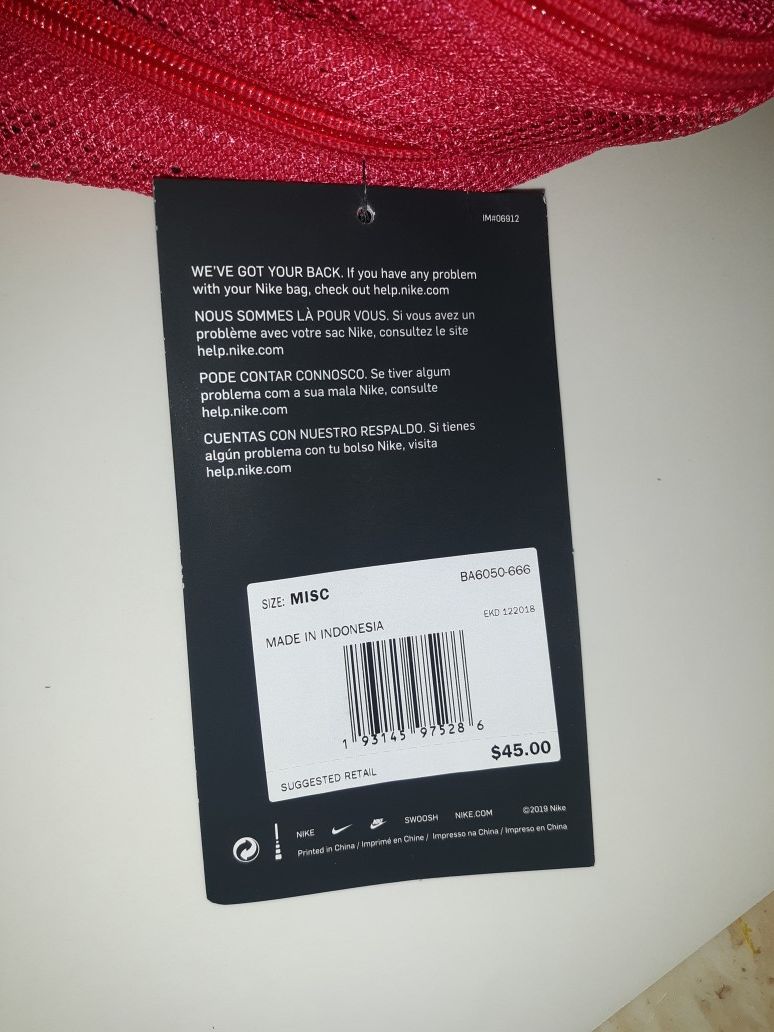 IM#06912
WE'VE GOT YOUR BACK. If you have any problem
with your Nike bag, check out help.nike.com
NOUS SOMMES LÀ POUR VOUS. Si vous avez un
problème avec votre sac Nike, consultez le site
help.nike.com
PODE CONTAR CONNOSCO. Se tiver algum
problema com a sua mala Nike, consulte
help.nike.com
CUENTAS CON NUESTRO RESPALDO. Si tienes
algún problema con tu bolso Nike, visita
help.nike.com
SIZE: MISC
BA6050-666
EKD 122018
MADE IN INDONESIA
1 93145 97528 6
$45.00
SUGGESTED RETAIL
NIKE NIKE SWOOSH NIKE.COM ©2019 Nike
Printed in China / Imprimé en Chine / Impresso na China / Impreso en China